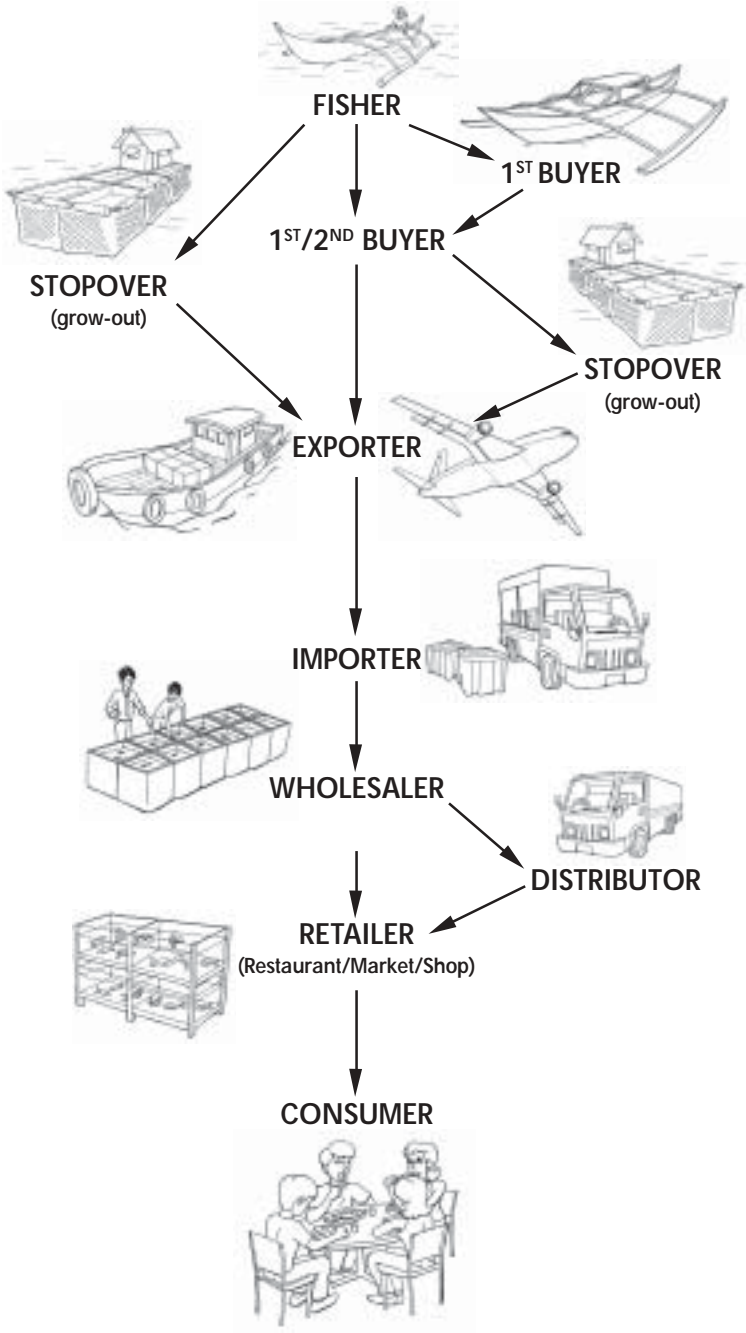 FISHER
1ST BUYER
1ST/2ND BUYER
STOPOVER
(grow-out)
STOPOVER
(grow-out)
EXPORTER
IMPORTER
WHOLESALER
DISTRIBUTOR
RETAILER
(Restaurant/Market/Shop)
CONSUMER